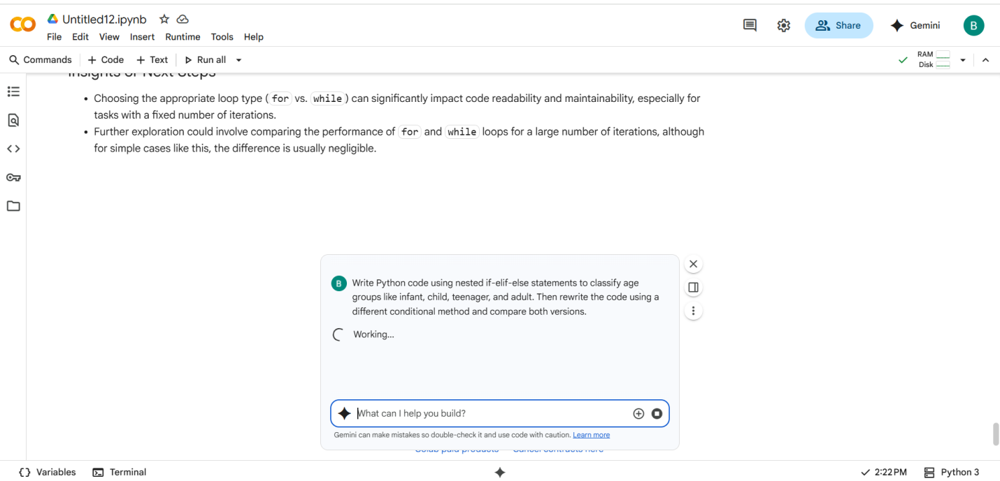 Untitled12.ipynb
File Edit View Insert Runtime Tools Help
Share
Gemini
B
Commands + Code + Text Run all
RAM
Disk
Insights or Next Steps
• Choosing the appropriate loop type (for vs. while) can significantly impact code readability and maintainability, especially for
tasks with a fixed number of iterations.
• Further exploration could involve comparing the performance of for and while loops for a large number of iterations, although
for simple cases like this, the difference is usually negligible.
B
Write Python code using nested if-elif-else statements to classify age
groups like infant, child, teenager, and adult. Then rewrite the code using a
different conditional method and compare both versions.
Working...
What can I help you build?
Gemini can make mistakes so double-check it and use code with caution. Learn more
Colab paid products - Cancel contracts here
Variables Terminal
2:22 PM Python 3